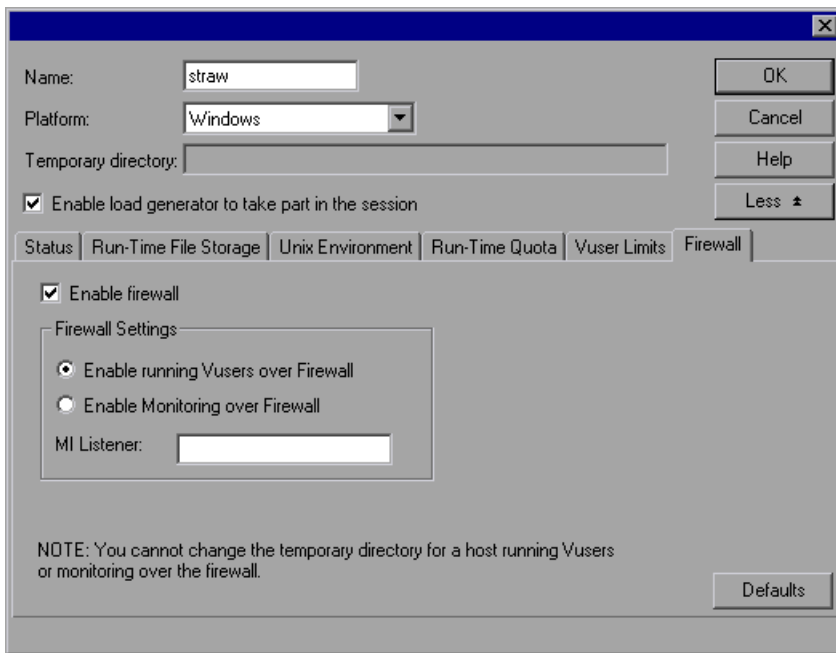 Name: straw
OK
Platform: Windows
Cancel
Temporary directory:
Help
Enable load generator to take part in the session
Less
Status Run-Time File Storage Unix Environment Run-Time Quota Vuser Limits Firewall
Enable firewall
Firewall Settings
Enable running Vusers over Firewall
Enable Monitoring over Firewall
MI Listener:
NOTE: You cannot change the temporary directory for a host running Vusers
or monitoring over the firewall.
Defaults